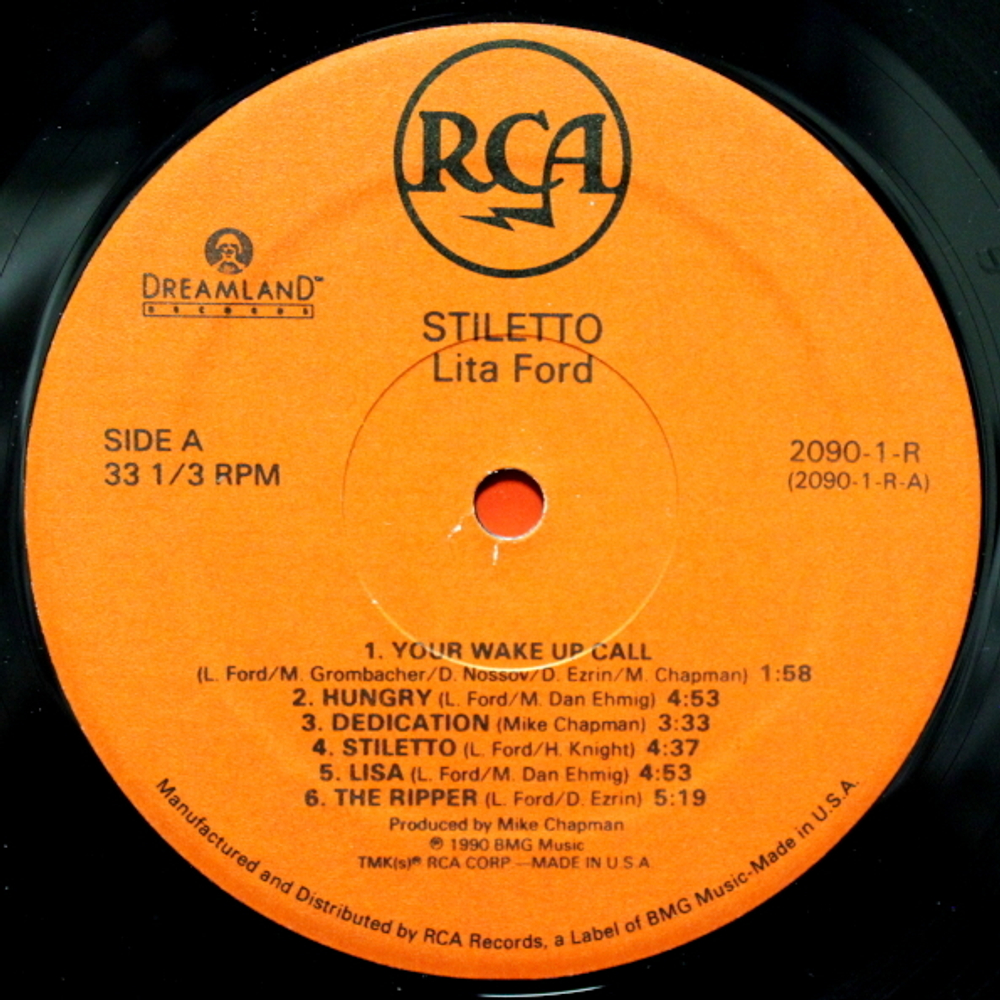 RCA
DREAMLAND™
RECORDS
STILETTO
Lita Ford
SIDE A
33 1/3 RPM
2090-1-R
(2090-1-R-A)
1. YOUR WAKE UP CALL
(L. Ford/M. Grombacher/D. Nossov/D. Ezrin/M. Chapman) 1:58
2. HUNGRY (L. Ford/M. Dan Ehmig) 4:53
3. DEDICATION (Mike Chapman) 3:33
4. STILETTO (L. Ford/H. Knight) 4:37
5. LISA (L. Ford/M. Dan Ehmig) 4:53
6. THE RIPPER (L. Ford/D. Ezrin) 5:19
Produced by Mike Chapman
℗ 1990 BMG Music
TMK(s)® RCA CORP.—MADE IN U.S.A.
Manufactured and Distributed by RCA Records, a Label of BMG Music-Made in U.S.A.